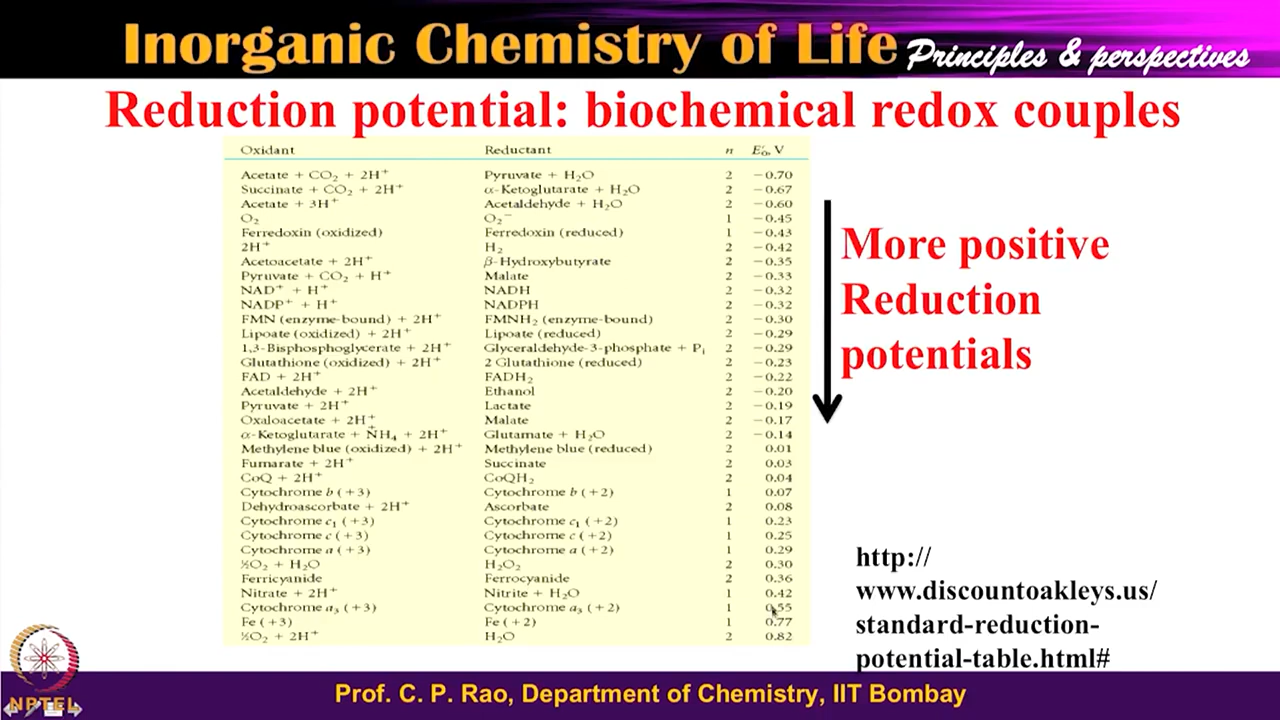 Inorganic Chemistry of Life Principles & perspectives
Reduction potential: biochemical redox couples
Oxidant Reductant n E₀′, V
Acetate + CO₂ + 2H⁺ Pyruvate + H₂O 2 −0.70
Succinate + CO₂ + 2H⁺ α-Ketoglutarate + H₂O 2 −0.67
Acetate + 3H⁺ Acetaldehyde + H₂O 2 −0.60
O₂ O₂⁻ 1 −0.45
Ferredoxin (oxidized) Ferredoxin (reduced) 1 −0.43
2H⁺ H₂ 2 −0.42
Acetoacetate + 2H⁺ β-Hydroxybutyrate 2 −0.35
Pyruvate + CO₂ + H⁺ Malate 2 −0.33
NAD⁺ + H⁺ NADH 2 −0.32
NADP⁺ + H⁺ NADPH 2 −0.32
FMN (enzyme-bound) + 2H⁺ FMNH₂ (enzyme-bound) 2 −0.30
Lipoate (oxidized) + 2H⁺ Lipoate (reduced) 2 −0.29
1,3-Bisphosphoglycerate + 2H⁺ Glyceraldehyde-3-phosphate + Pᵢ 2 −0.29
Glutathione (oxidized) + 2H⁺ 2 Glutathione (reduced) 2 −0.23
FAD + 2H⁺ FADH₂ 2 −0.22
Acetaldehyde + 2H⁺ Ethanol 2 −0.20
Pyruvate + 2H⁺ Lactate 2 −0.19
Oxaloacetate + 2H⁺ Malate 2 −0.17
α-Ketoglutarate + N⁺H₄ + 2H⁺ Glutamate + H₂O 2 −0.14
Methylene blue (oxidized) + 2H⁺ Methylene blue (reduced) 2 0.01
Fumarate + 2H⁺ Succinate 2 0.03
CoQ + 2H⁺ CoQH₂ 2 0.04
Cytochrome b (+3) Cytochrome b (+2) 1 0.07
Dehydroascorbate + 2H⁺ Ascorbate 2 0.08
Cytochrome c₁ (+3) Cytochrome c₁ (+2) 1 0.23
Cytochrome c (+3) Cytochrome c (+2) 1 0.25
Cytochrome a (+3) Cytochrome a (+2) 1 0.29
½O₂ + H₂O H₂O₂ 2 0.30
Ferricyanide Ferrocyanide 2 0.36
Nitrate + 2H⁺ Nitrite + H₂O 1 0.42
Cytochrome a₃ (+3) Cytochrome a₃ (+2) 1 0.55
Fe (+3) Fe (+2) 1 0.77
½O₂ + 2H⁺ H₂O 2 0.82
More positive
Reduction
potentials
http://
www.discountoakleys.us/
standard-reduction-
potential-table.html#
NPTEL
Prof. C. P. Rao, Department of Chemistry, IIT Bombay